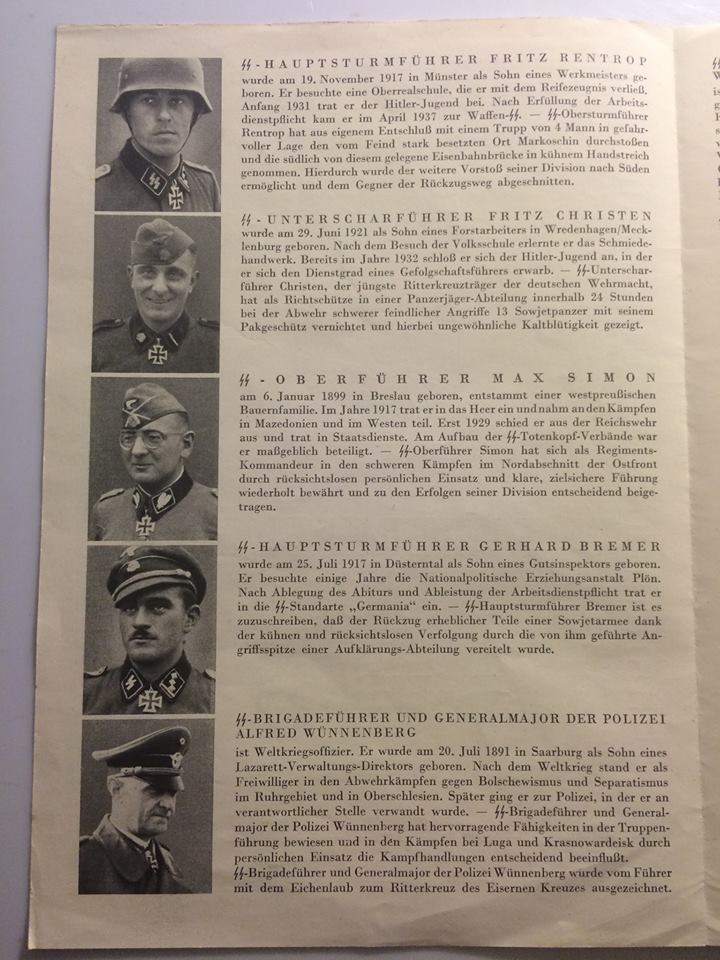 SS-HAUPTSTURMFÜHRER FRITZ RENTROP
wurde am 19. November 1917 in Münster als Sohn eines Werkmeisters ge-
boren. Er besuchte eine Oberrealschule, die er mit dem Reifezeugnis verließ.
Anfang 1931 trat er der Hitler-Jugend bei. Nach Erfüllung der Arbeits-
dienstpflicht kam er im April 1937 zur Waffen-SS. — SS-Obersturmführer
Rentrop hat aus eigenem Entschluß mit einem Trupp von 4 Mann in gefahr-
voller Lage den vom Feind stark besetzten Ort Markoschin durchstoßen
und die südlich von diesem gelegene Eisenbahnbrücke in kühnem Handstreich
genommen. Hierdurch wurde der weitere Vorstoß seiner Division nach Süden
ermöglicht und dem Gegner der Rückzugsweg abgeschnitten.
SS-UNTERSCHARFÜHRER FRITZ CHRISTEN
wurde am 29. Juni 1921 als Sohn eines Forstarbeiters in Wredenhagen/Meck-
lenburg geboren. Nach dem Besuch der Volksschule erlernte er das Schmiede-
handwerk. Bereits im Jahre 1932 schloß er sich der Hitler-Jugend an, in der
er sich den Dienstgrad eines Gefolgschaftsführers erwarb. — SS-Unterschar-
führer Christen, der jüngste Ritterkreuzträger der deutschen Wehrmacht,
hat als Richtschütze in einer Panzerjäger-Abteilung innerhalb 24 Stunden
bei der Abwehr schwerer feindlicher Angriffe 13 Sowjetpanzer mit seinem
Pakgeschütz vernichtet und hierbei ungewöhnliche Kaltblütigkeit gezeigt.
SS-OBERFÜHRER MAX SIMON
am 6. Januar 1899 in Breslau geboren, entstammt einer westpreußischen
Bauernfamilie. Im Jahre 1917 trat er in das Heer ein und nahm an den Kämpfen
in Mazedonien und im Westen teil. Erst 1929 schied er aus der Reichswehr
aus und trat in Staatsdienste. Am Aufbau der SS-Totenkopf-Verbände war
er maßgeblich beteiligt. — SS-Oberführer Simon hat sich als Regiments-
Kommandeur in den schweren Kämpfen im Nordabschnitt der Ostfront
durch rücksichtslosen persönlichen Einsatz und klare, zielsichere Führung
wiederholt bewährt und zu den Erfolgen seiner Division entscheidend beige-
tragen.
SS-HAUPTSTURMFÜHRER GERHARD BREMER
wurde am 25. Juli 1917 in Düsterntal als Sohn eines Gutsinspektors geboren.
Er besuchte einige Jahre die Nationalpolitische Erziehungsanstalt Plön.
Nach Ablegung des Abiturs und Ableistung der Arbeitsdienstpflicht trat er
in die SS-Standarte „Germania“ ein. — SS-Hauptsturmführer Bremer ist es
zuzuschreiben, daß der Rückzug erheblicher Teile einer Sowjetarmee dank
der kühnen und rücksichtslosen Verfolgung durch die von ihm geführte An-
griffsspitze einer Aufklärungs-Abteilung vereitelt wurde.
SS-BRIGADEFÜHRER UND GENERALMAJOR DER POLIZEI
ALFRED WÜNNENBERG
ist Weltkriegsoffizier. Er wurde am 20. Juli 1891 in Saarburg als Sohn eines
Lazarett-Verwaltungs-Direktors geboren. Nach dem Weltkrieg stand er als
Freiwilliger in den Abwehrkämpfen gegen Bolschewismus und Separatismus
im Ruhrgebiet und in Oberschlesien. Später ging er zur Polizei, in der er an
verantwortlicher Stelle verwandt wurde. — SS-Brigadeführer und General-
major der Polizei Wünnenberg hat hervorragende Fähigkeiten in der Truppen-
führung bewiesen und in den Kämpfen bei Luga und Krasnowardeisk durch
persönlichen Einsatz die Kampfhandlungen entscheidend beeinflußt.
SS-Brigadeführer und Generalmajor der Polizei Wünnenberg wurde vom Führer
mit dem Eichenlaub zum Ritterkreuz des Eisernen Kreuzes ausgezeichnet.